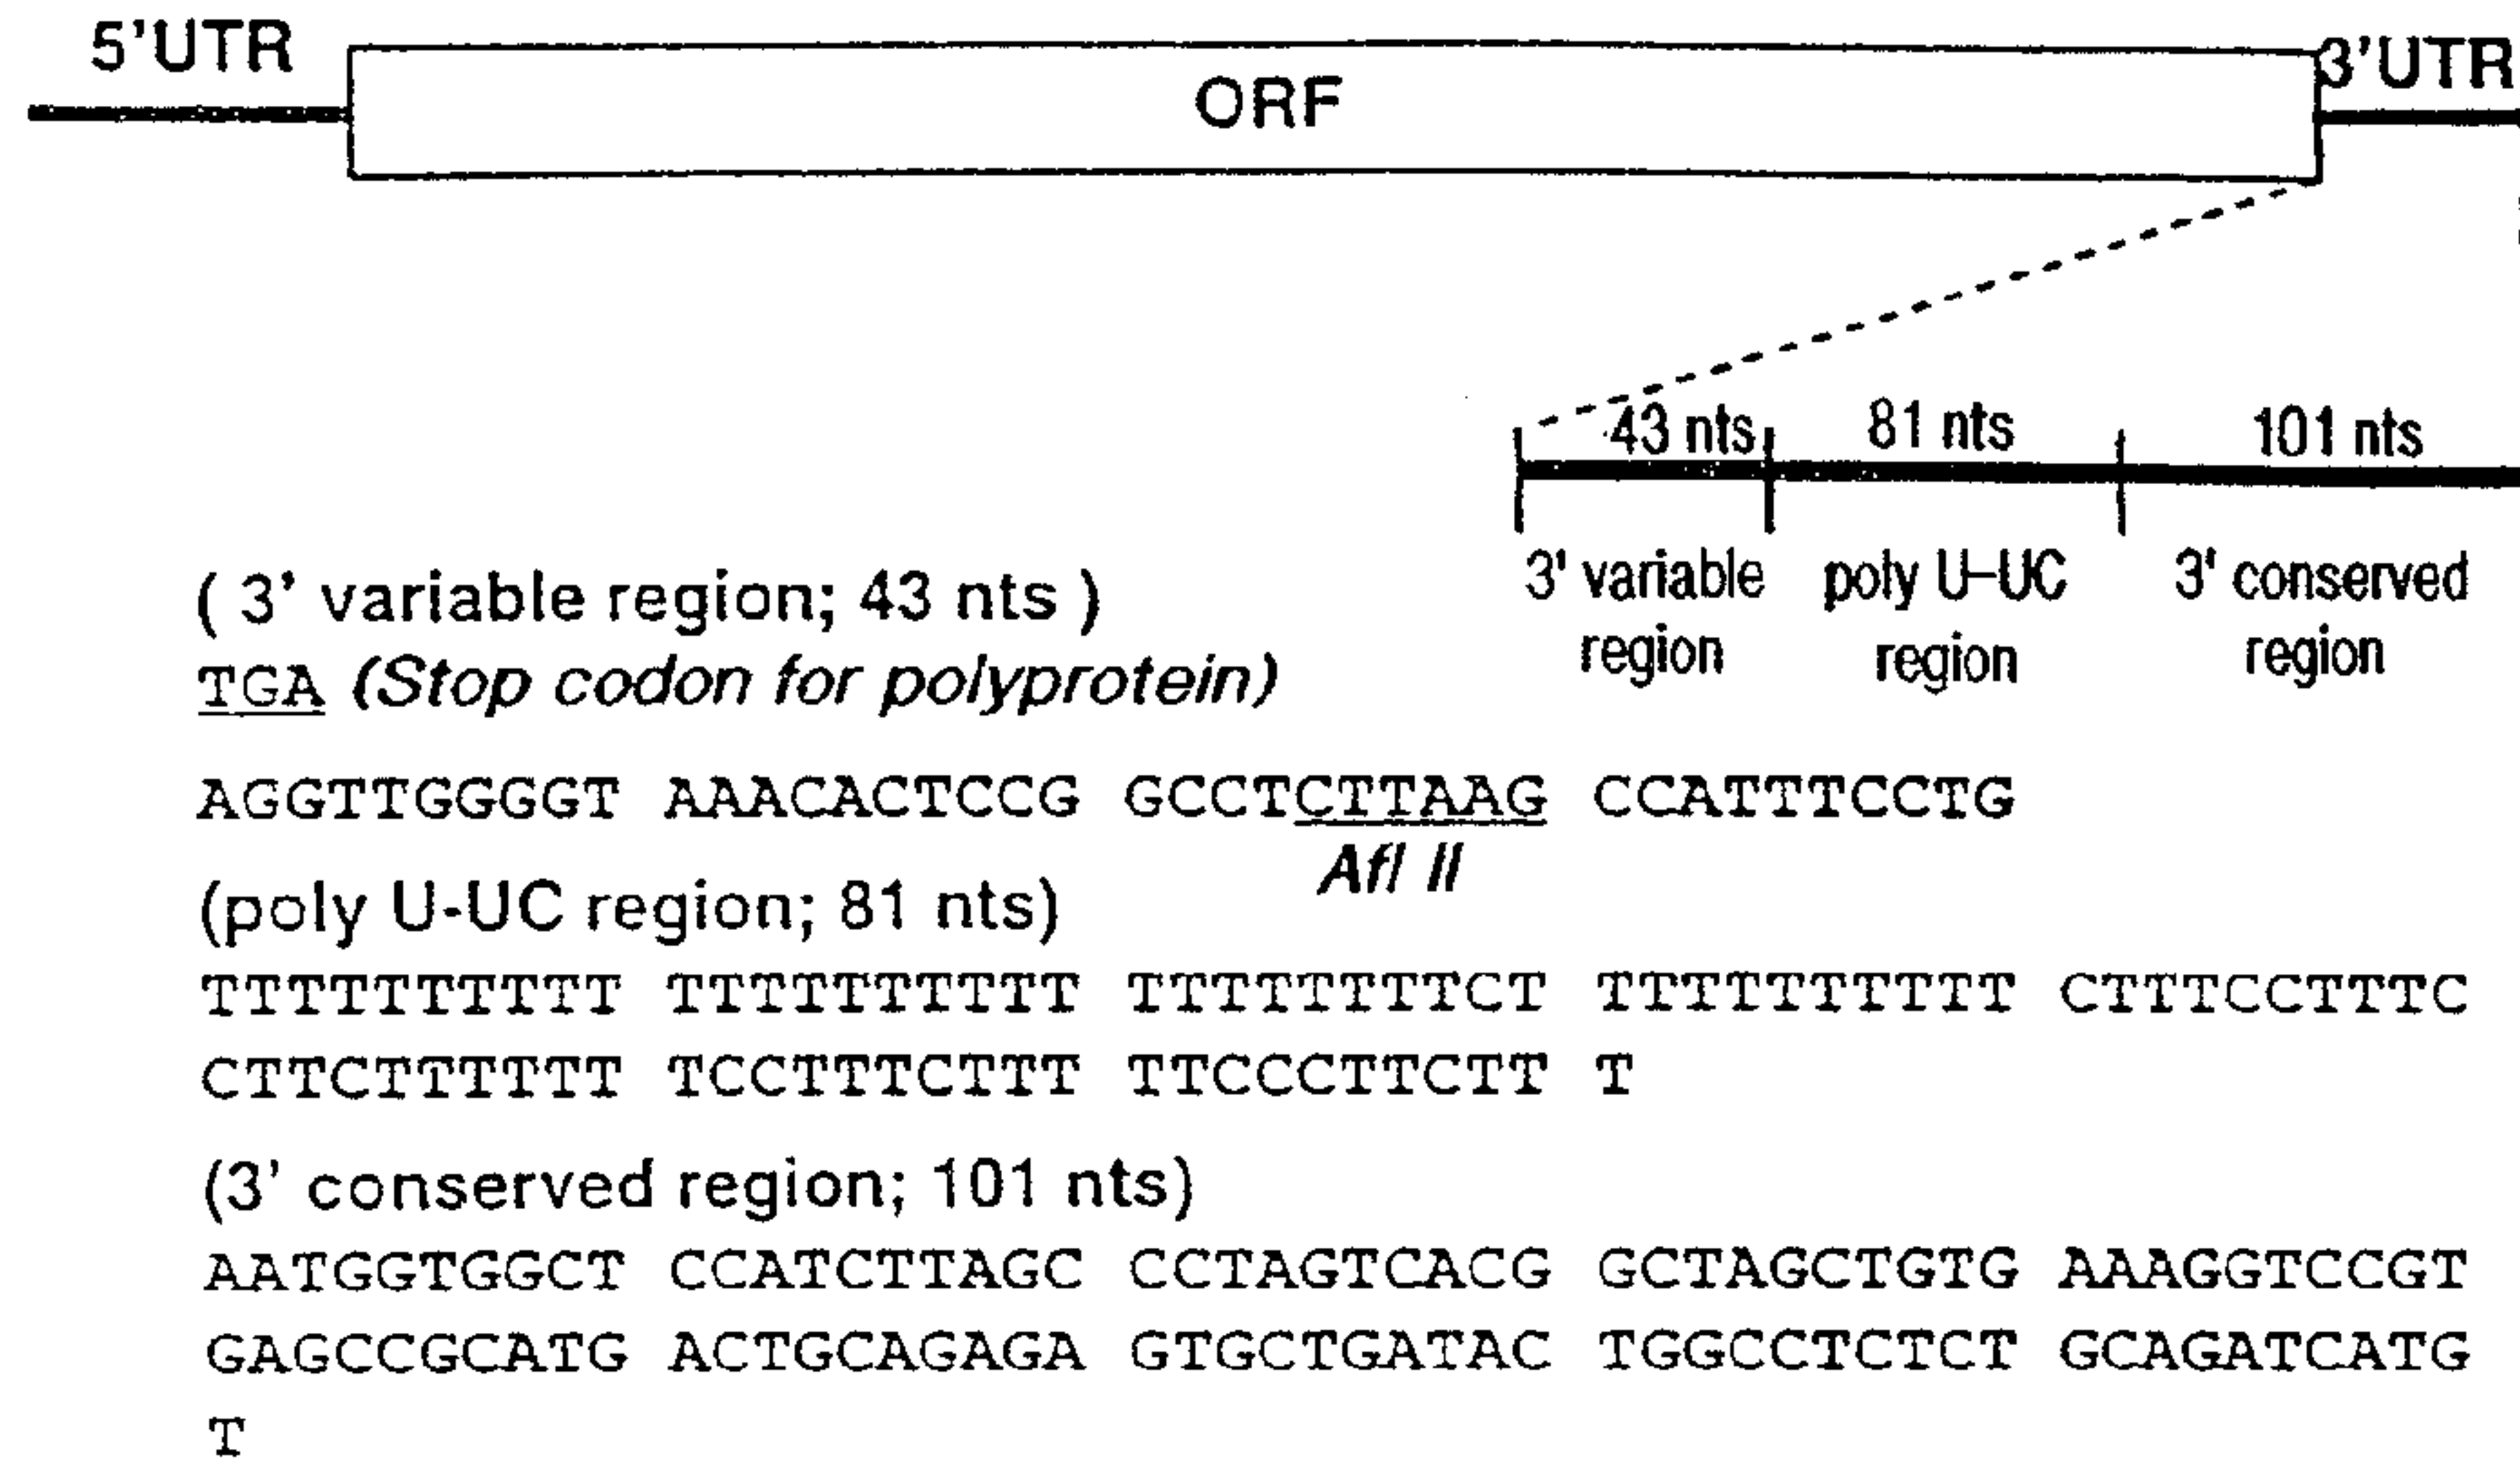 5'UTR
ORF
3'UTR
43 nts
81 nts
101 nts
3' variable region
poly U–UC region
3' conserved region
( 3' variable region; 43 nts )
TGA (Stop codon for polyprotein)
AGGTTGGGGT AAACACTCCG GCCTCTTAAG CCATTTCCTG
Afl II
(poly U-UC region; 81 nts)
TTTTTTTTTT TTTTTTTTTT TTTTTTTTCT TTTTTTTTTT CTTTCCTTTC
CTTCTTTTTT TCCTTTCTTT TTCCCTTCTT T
(3' conserved region; 101 nts)
AATGGTGGCT CCATCTTAGC CCTAGTCACG GCTAGCTGTG AAAGGTCCGT
GAGCCGCATG ACTGCAGAGA GTGCTGATAC TGGCCTCTCT GCAGATCATG
T